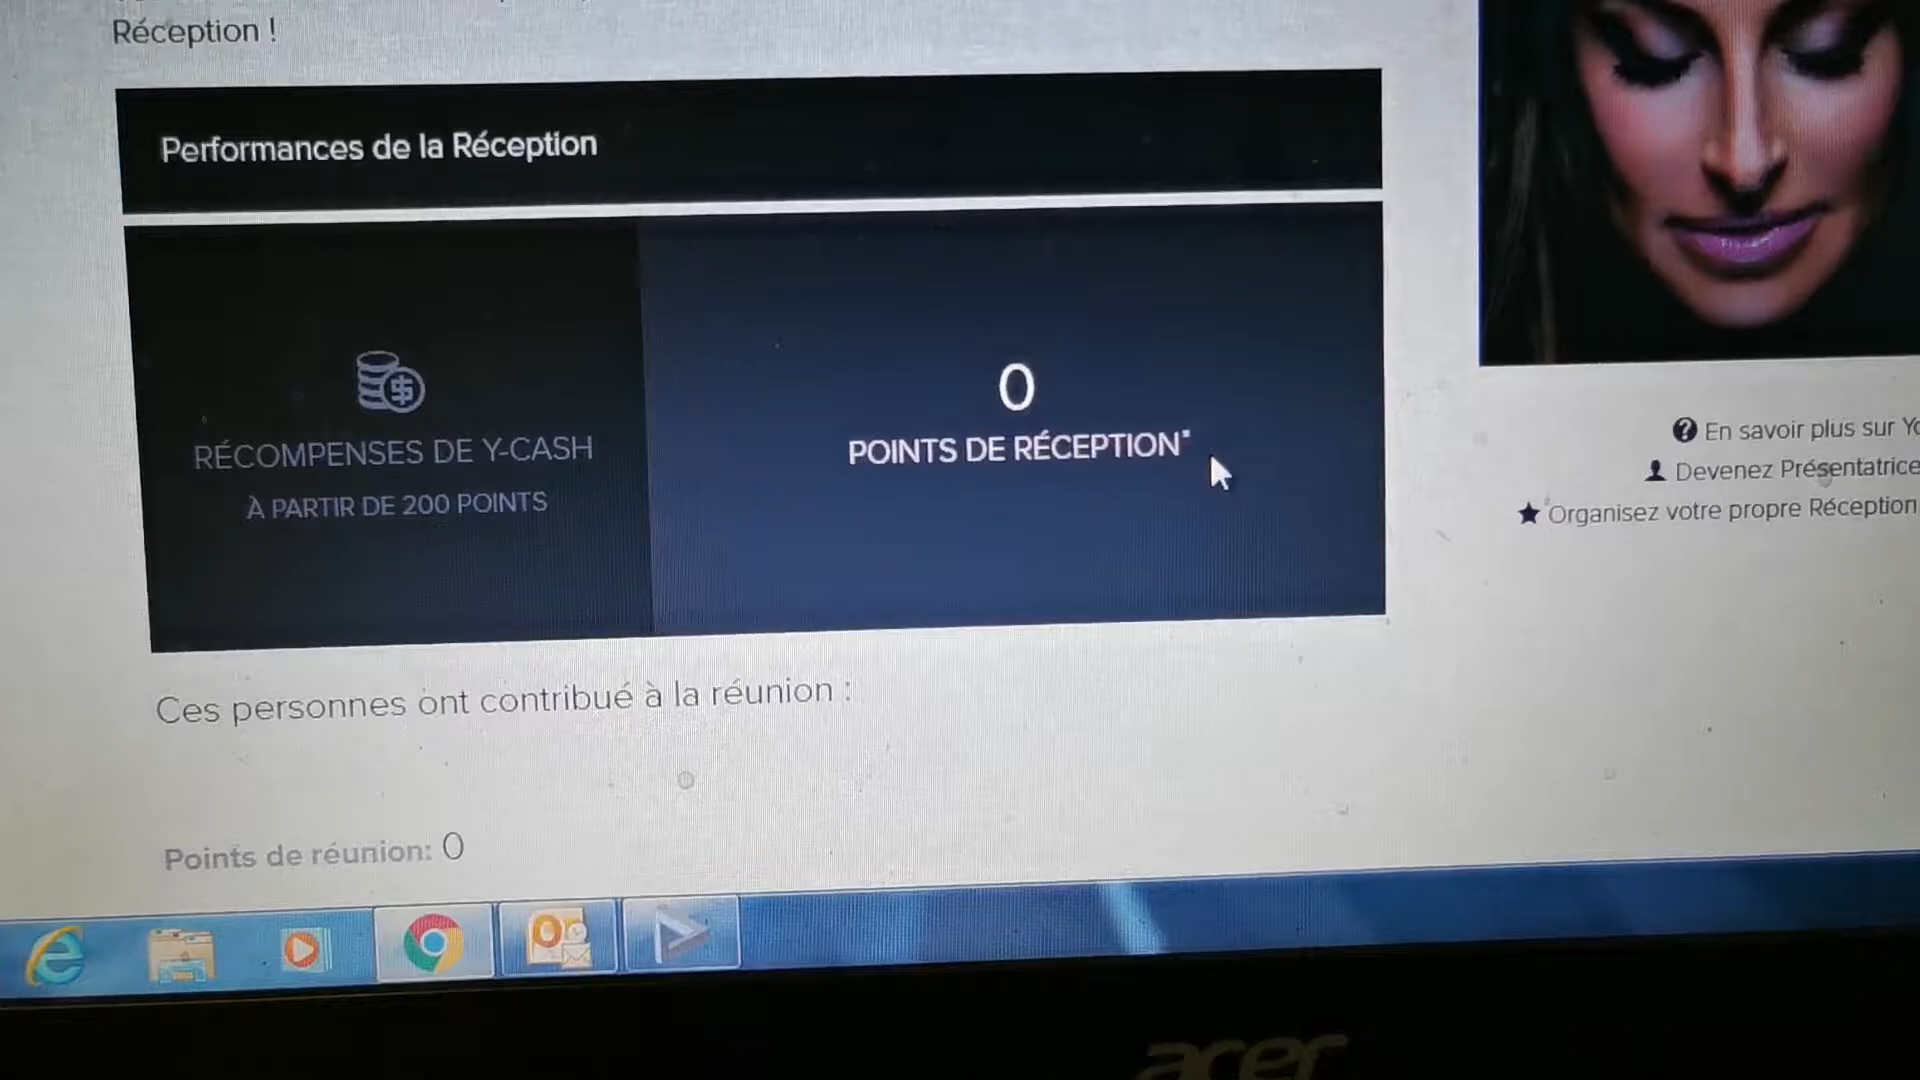 Réception !
Performances de la Réception
RÉCOMPENSES DE Y-CASH
À PARTIR DE 200 POINTS
0
POINTS DE RÉCEPTION*
En savoir plus sur Yo
Devenez Présentatrice
Organisez votre propre Réception
Ces personnes ont contribué à la réunion :
Points de réunion: 0
acer